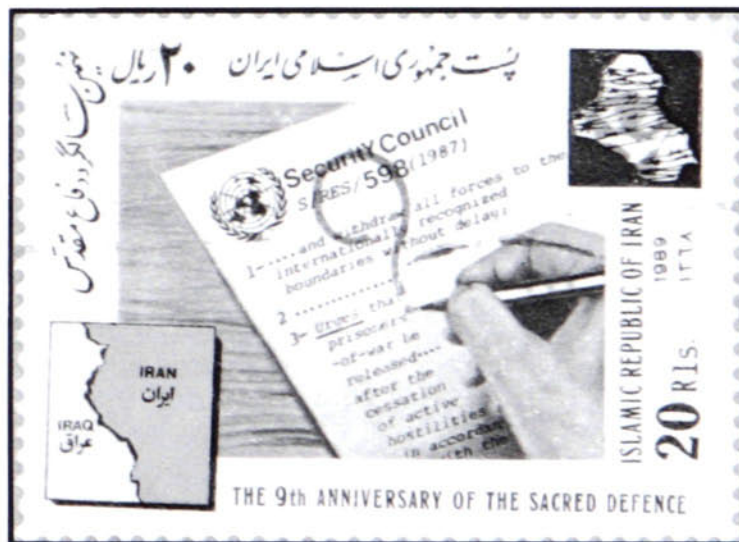 پست جمهوری اسلامی ایران
۲۰ ریال
نهمین سالگرد دفاع مقدس
Security Council
S/RES/598(1987)
1-....and withdraw all forces to the
internationally recognized
boundaries without delay;
2 ..................
3- Urges that
prisoners-
-of-war be
released....
after the
cessation
of active
hostilities
in accordan
with the
IRAN
ایران
IRAQ
عراق
ISLAMIC REPUBLIC OF IRAN
1989 ۱۳۶۸
20 Rls.
THE 9th ANNIVERSARY OF THE SACRED DEFENCE